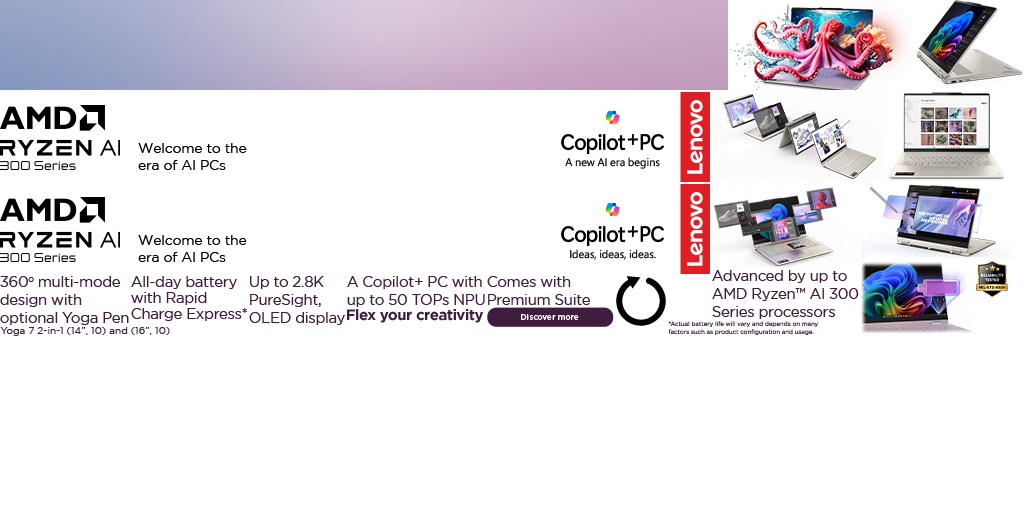 AMD
RYZEN AI
300 Series
Welcome to the
era of AI PCs
Copilot+PC
A new AI era begins
Lenovo
AMD
RYZEN AI
300 Series
Welcome to the
era of AI PCs
Copilot+PC
Ideas, ideas, ideas.
Lenovo
360º multi-mode
design with
optional Yoga Pen
Yoga 7 2-in-1 (14”, 10) and (16”, 10)
All-day battery
with Rapid
Charge Express*
Up to 2.8K
PureSight,
OLED display
A Copilot+ PC with
up to 50 TOPs NPU
Flex your creativity
Comes with
Premium Suite
Discover more
Advanced by up to
AMD Ryzen™ AI 300
Series processors
*Actual battery life will vary and depends on many
factors such as product configuration and usage.
RELIABILITY
TESTED
MIL-STD-810H